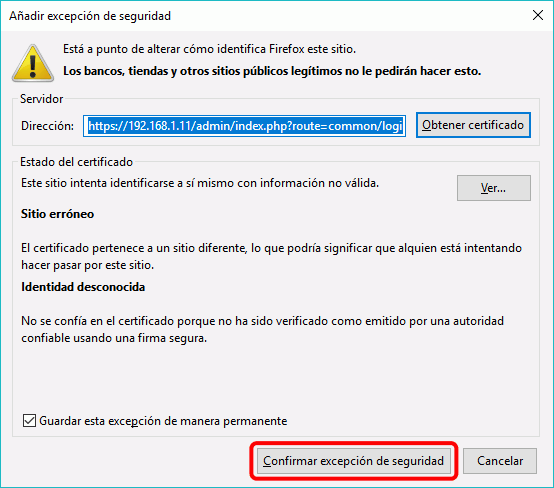 Añadir excepción de seguridad
Está a punto de alterar cómo identifica Firefox este sitio.
Los bancos, tiendas y otros sitios públicos legítimos no le pedirán hacer esto.
Servidor
Dirección: https://192.168.1.11/admin/index.php?route=common/logi Obtener certificado
Estado del certificado
Este sitio intenta identificarse a sí mismo con información no válida. Ver...
Sitio erróneo
El certificado pertenece a un sitio diferente, lo que podría significar que alquien está intentando
hacer pasar por este sitio.
Identidad desconocida
No se confía en el certificado porque no ha sido verificado como emitido por una autoridad
confiable usando una firma segura.
Guardar esta excepción de manera permanente
Confirmar excepción de seguridad Cancelar